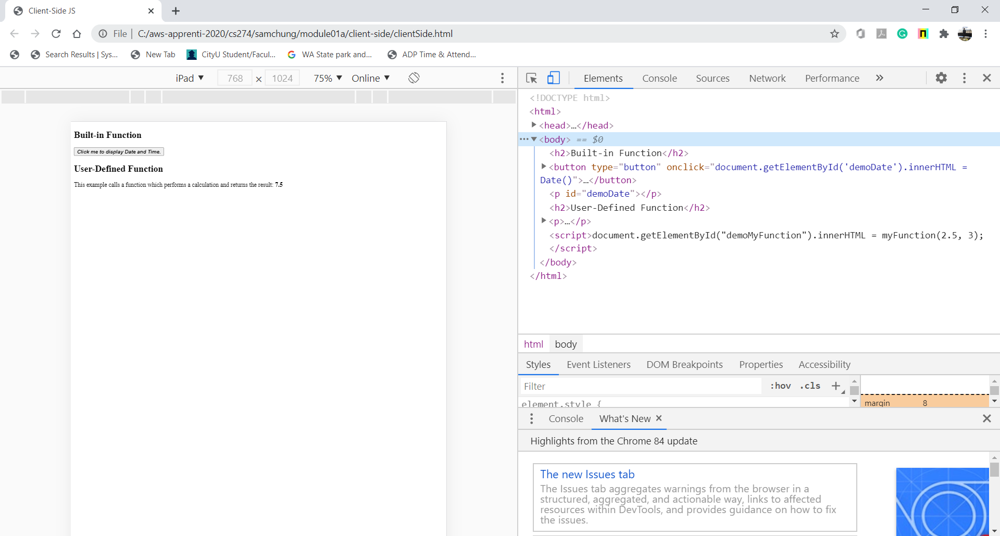 Client-Side JS
File | C:/aws-apprenti-2020/cs274/samchung/module01a/client-side/clientSide.html
Search Results | Sys... New Tab CityU Student/Facul... WA State park and... ADP Time & Attend...
iPad ▼ 768 × 1024 75% ▼ Online ▼
Elements Console Sources Network Performance »
Built-in Function
Click me to display Date and Time.
User-Defined Function
This example calls a function which performs a calculation and returns the result: 7.5
<!DOCTYPE html>
<html>
<head>…</head>
<body> == $0
<h2>Built-in Function</h2>
<button type="button" onclick="document.getElementById('demoDate').innerHTML =
Date()">…</button>
<p id="demoDate"></p>
<h2>User-Defined Function</h2>
<p>…</p>
<script>document.getElementById("demoMyFunction").innerHTML = myFunction(2.5, 3);
</script>
</body>
</html>
html body
Styles Event Listeners DOM Breakpoints Properties Accessibility
Filter :hov .cls +
element.style {
margin 8
Console What's New ×
Highlights from the Chrome 84 update
The new Issues tab
The Issues tab aggregates warnings from the browser in a
structured, aggregated, and actionable way, links to affected
resources within DevTools, and provides guidance on how to fix
the issues.